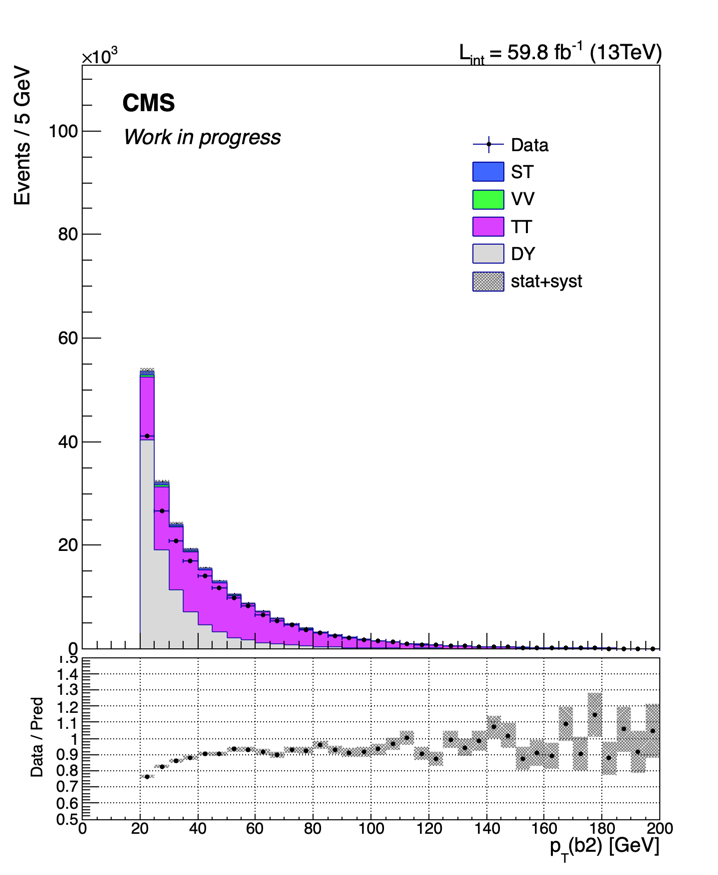 ×10³
L_int = 59.8 fb⁻¹ (13TeV)
Events / 5 GeV
CMS
Work in progress
100
80
60
40
20
0
Data
ST
VV
TT
DY
stat+syst
Data / Pred
1.5
1.4
1.3
1.2
1.1
1
0.9
0.8
0.7
0.6
0.5
0 20 40 60 80 100 120 140 160 180 200
p_T(b2) [GeV]